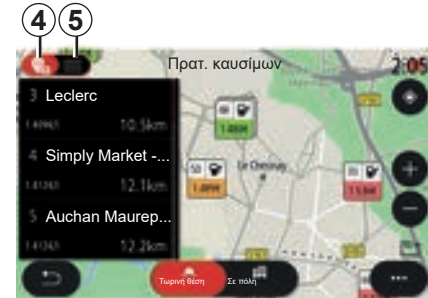 4 5
Πρατ. καυσίμων 2:05
3 Leclerc
10.5km
4 Simply Market -...
12.1km
5 Auchan Maurep...
12.2km
Le Chesnay
Τωρινή θέση Σε πόλη